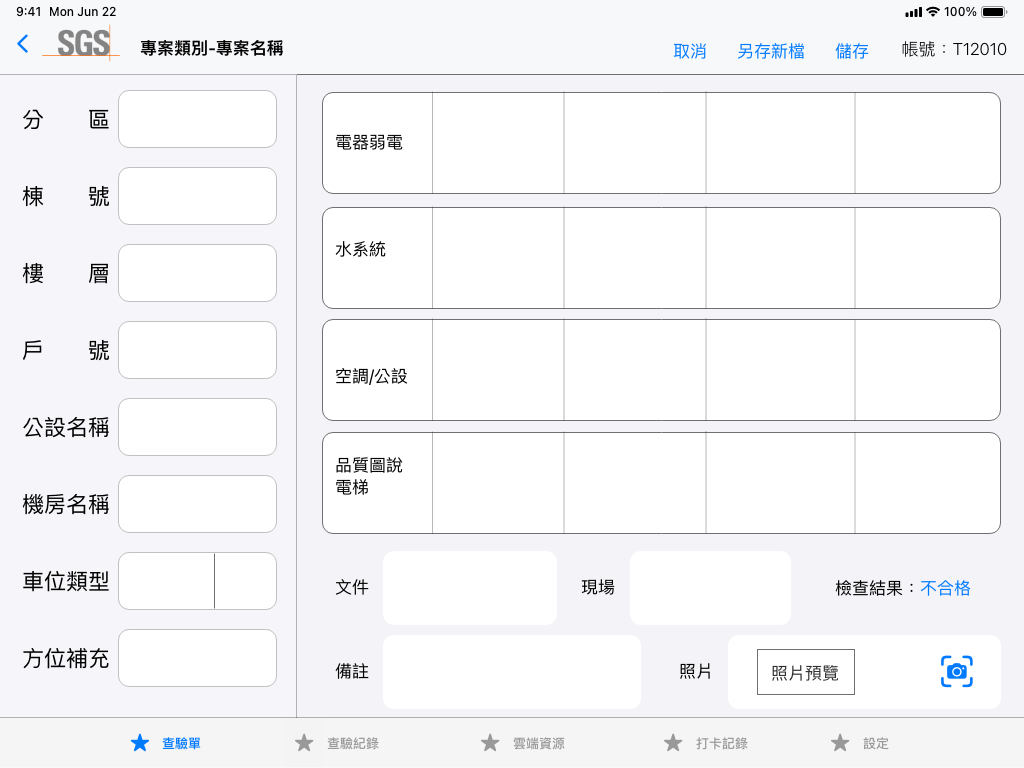 9:41 Mon Jun 22
100%
SGS
專案類別-專案名稱
取消
另存新檔
儲存
帳號：T12010
分 區
棟 號
樓 層
戶 號
公設名稱
機房名稱
車位類型
方位補充
電器弱電
水系統
空調/公設
品質圖說
電梯
文件
現場
檢查結果：不合格
備註
照片
照片預覽
查驗單
查驗紀錄
雲端資源
打卡記錄
設定